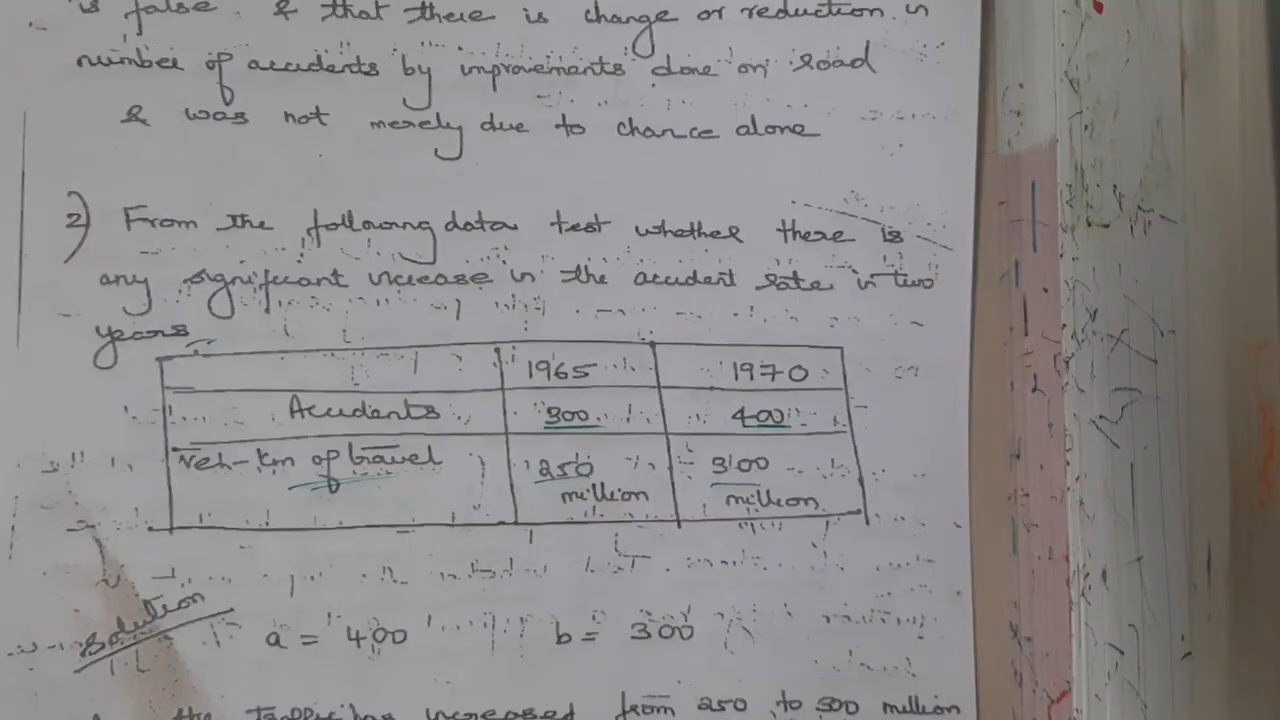 is false. & that there is change or reduction in
number of accidents by improvements done on road
& was not merely due to chance alone
2) From the following data test whether there is
any significant increase in the accident rate in two
years.
1965 1970
Accidents 300 400
Veh-km of travel 250 million 300 million
Solution
a = 400 b = 300
the traffic has increased from 250 to 300 million